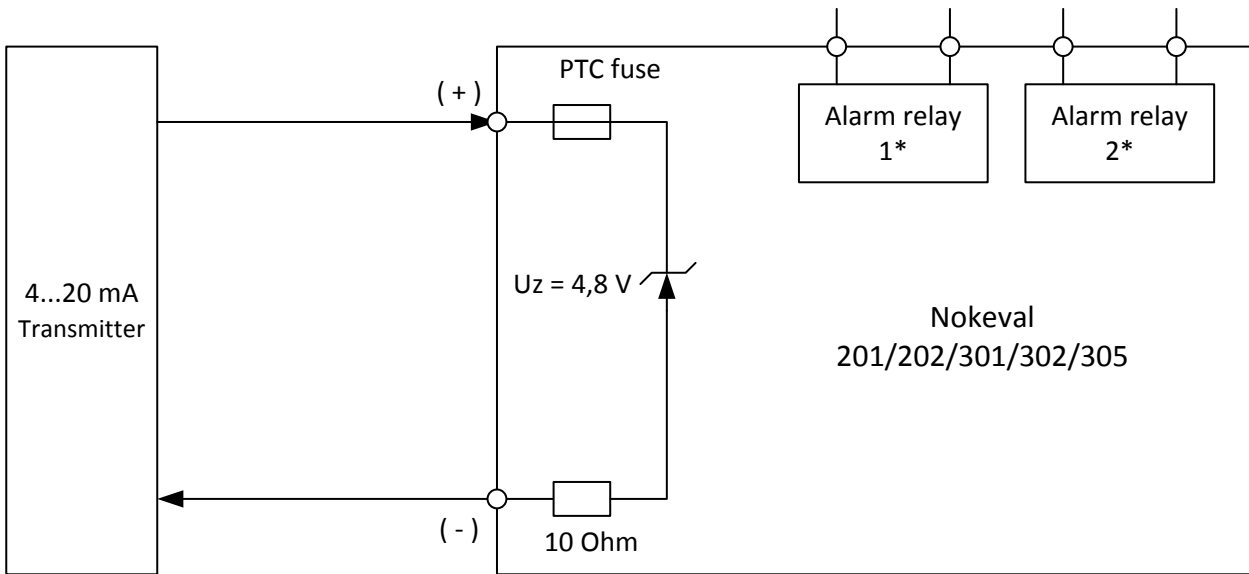 PTC fuse
( + )
Alarm relay
1*
Alarm relay
2*
Uz = 4,8 V
4...20 mA
Transmitter
Nokeval
201/202/301/302/305
( - )
10 Ohm